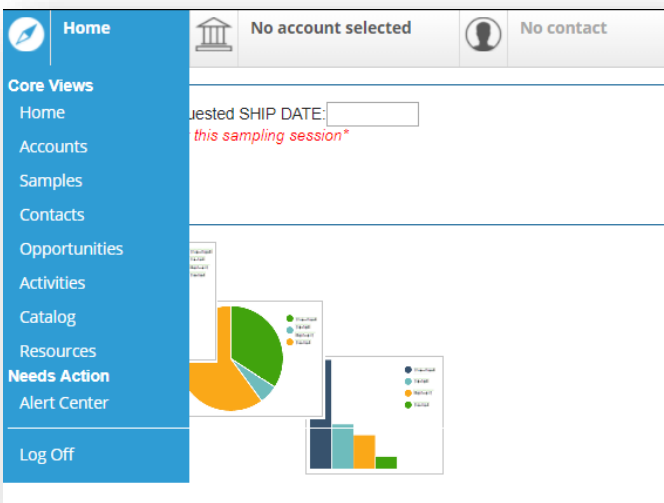 Home
No account selected
No contact
Core Views
Home
uested SHIP DATE:
this sampling session*
Accounts
Samples
Contacts
Opportunities
Activities
Catalog
Resources
Needs Action
Alert Center
Log Off